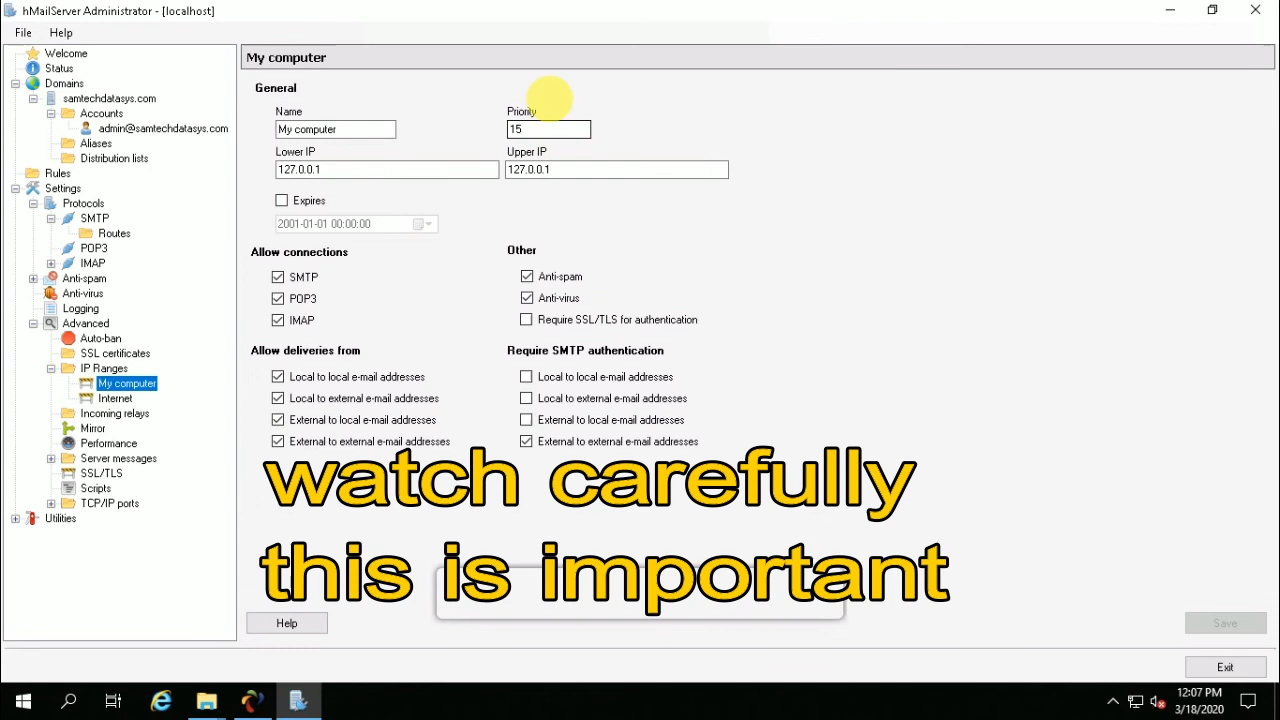 hMailServer Administrator - [localhost]
File Help
Welcome
Status
Domains
samtechdatasys.com
Accounts
admin@samtechdatasys.com
Aliases
Distribution lists
Rules
Settings
Protocols
SMTP
Routes
POP3
IMAP
Anti-spam
Anti-virus
Logging
Advanced
Auto-ban
SSL certificates
IP Ranges
My computer
Internet
Incoming relays
Mirror
Performance
Server messages
SSL/TLS
Scripts
TCP/IP ports
Utilities
My computer
General
Name Priority
My computer 15
Lower IP Upper IP
127.0.0.1 127.0.0.1
Expires
2001-01-01 00:00:00
Allow connections
SMTP
POP3
IMAP
Other
Anti-spam
Anti-virus
Require SSL/TLS for authentication
Allow deliveries from
Local to local e-mail addresses
Local to external e-mail addresses
External to local e-mail addresses
External to external e-mail addresses
Require SMTP authentication
Local to local e-mail addresses
Local to external e-mail addresses
External to local e-mail addresses
External to external e-mail addresses
watch carefully
this is important
Help Save
Exit
12:07 PM
3/18/2020